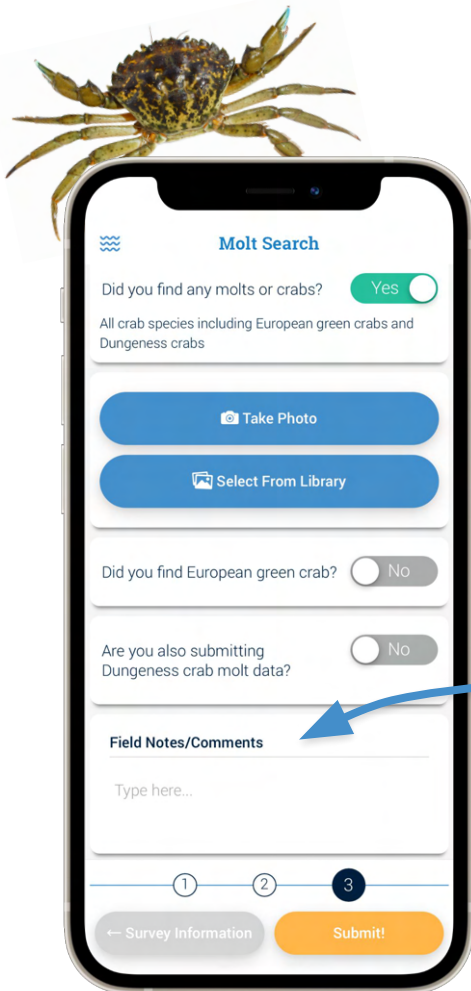 Molt Search
Did you find any molts or crabs?
Yes
All crab species including European green crabs and
Dungeness crabs
Take Photo
Select From Library
Did you find European green crab?
No
Are you also submitting
Dungeness crab molt data?
No
Field Notes/Comments
Type here...
1
2
3
← Survey Information
Submit!